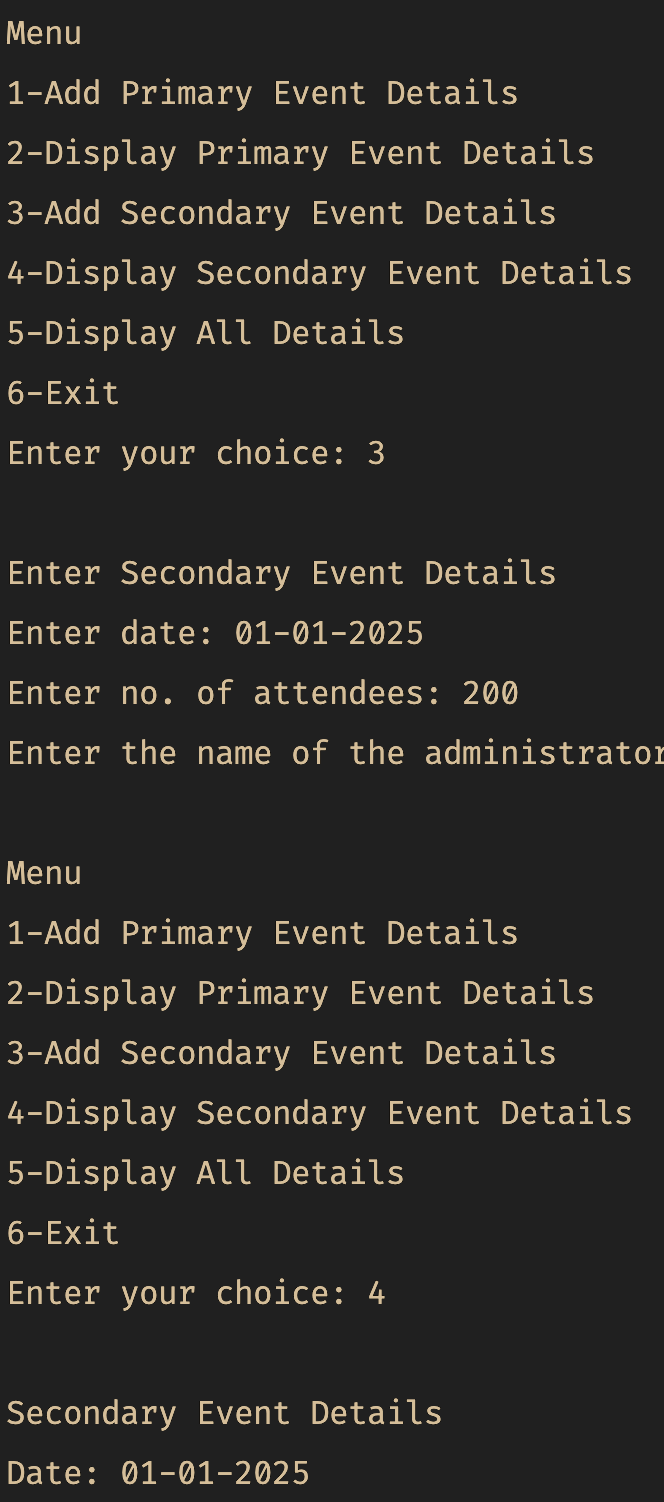 Menu
1-Add Primary Event Details
2-Display Primary Event Details
3-Add Secondary Event Details
4-Display Secondary Event Details
5-Display All Details
6-Exit
Enter your choice: 3
Enter Secondary Event Details
Enter date: 01-01-2025
Enter no. of attendees: 200
Enter the name of the administrator
Menu
1-Add Primary Event Details
2-Display Primary Event Details
3-Add Secondary Event Details
4-Display Secondary Event Details
5-Display All Details
6-Exit
Enter your choice: 4
Secondary Event Details
Date: 01-01-2025